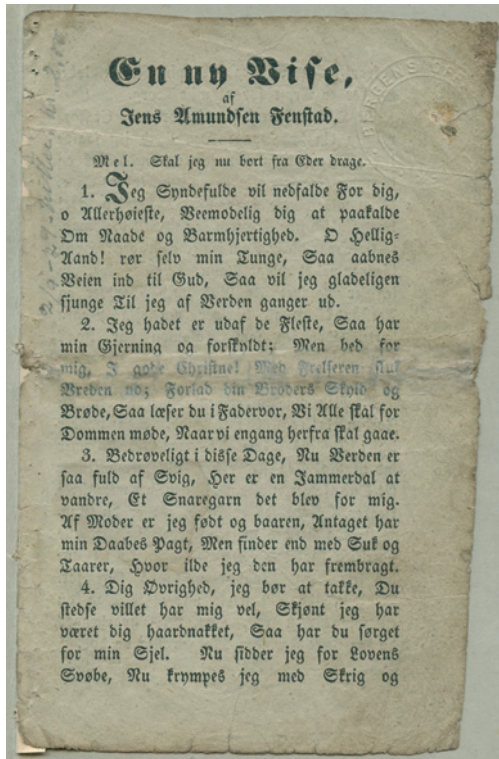 En ny Vise,
af
Jens Amundsen Fenstad.
Mel. Skal jeg nu bort fra Eder drage.
1. Jeg Syndefulde vil nedfalde For dig,
o Allerhøieste, Veemodelig dig at paakalde
Om Naade og Barmhjertighed. O Hellig-
Aand! rør selv min Tunge, Saa aabnes
Veien ind til Gud, Saa vil jeg gladeligen
sjunge Til jeg af Verden ganger ud.
2. Jeg hadet er udaf de Fleste, Saa har
min Gjerning og forskyldt; Men bed for
mig, I gode Christne! Med Frelseren sluk
Vreden ud; Forlad din Broders Skyld og
Brøde, Saa læser du i Fadervor, Vi Alle skal for
Dommen møde, Naar vi engang herfra skal gaae.
3. Bedrøveligt i disse Dage, Nu Verden er
saa fuld af Svig, Her er en Jammerdal at
vandre, Et Snaregarn det blev for mig.
Af Moder er jeg født og baaren, Antaget har
min Daabes Pagt, Men finder end med Suk og
Taarer, Hvor ilde jeg den har frembragt.
4. Dig Øvrighed, jeg bør at takke, Du
stedse villet har mig vel, Skjønt jeg har
været dig haardnakket, Saa har du sørget
for min Sjel. Nu sidder jeg for Lovens
Svøbe, Nu krympes jeg med Skrig og